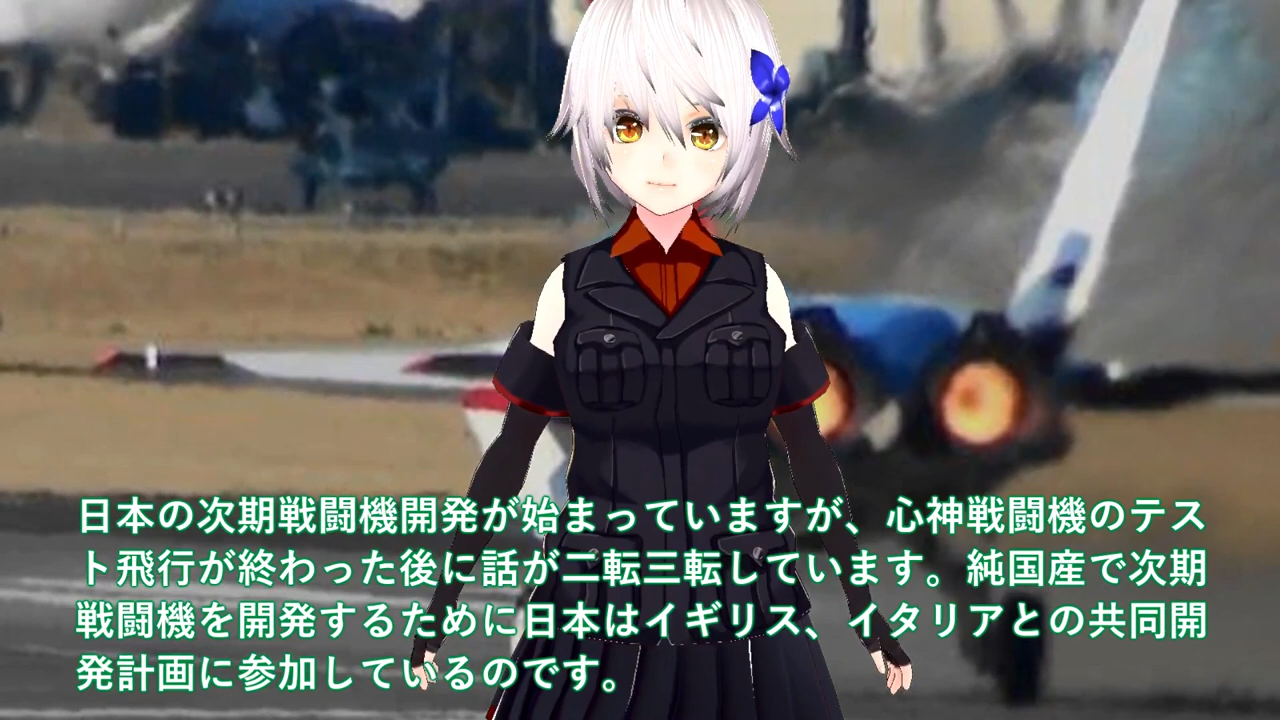 日本の次期戦闘機開発が始まっていますが、心神戦闘機のテス
ト飛行が終わった後に話が二転三転しています。純国産で次期
戦闘機を開発するために日本はイギリス、イタリアとの共同開
発計画に参加しているのです。